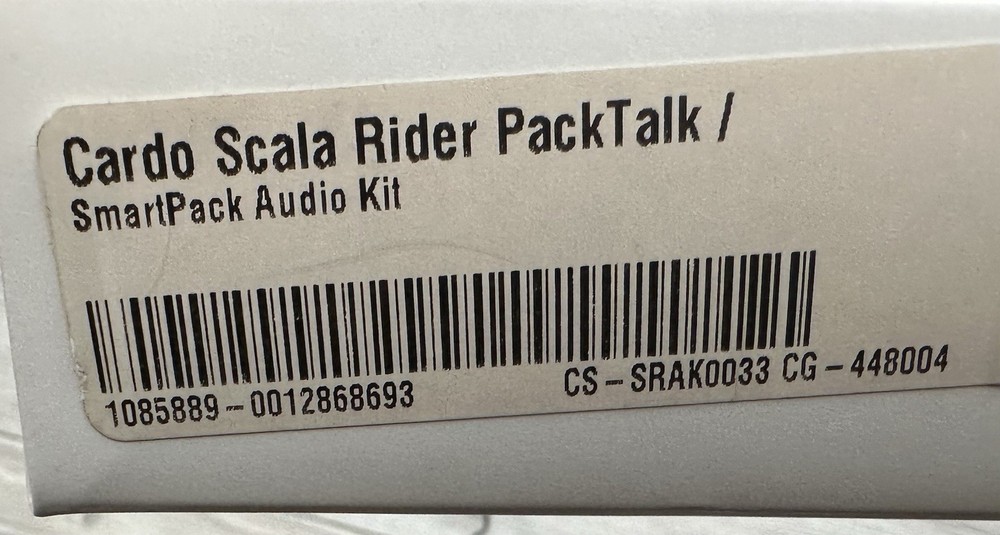 Cardo Scala Rider PackTalk /
SmartPack Audio Kit
1085889-0012868693 CS-SRAK0033 CG-448004